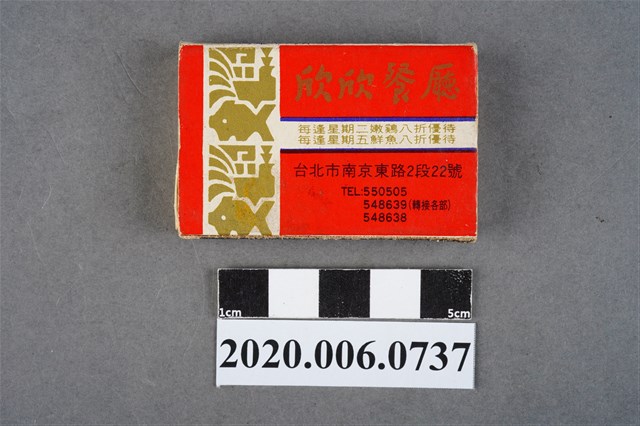 欣欣餐廳
每逢星期二嫩鷄八折優待
每逢星期五鮮魚八折優待
台北市南京東路2段22號
TEL:550505
548639(轉接各部)
548638
1cm
5cm
2020.006.0737